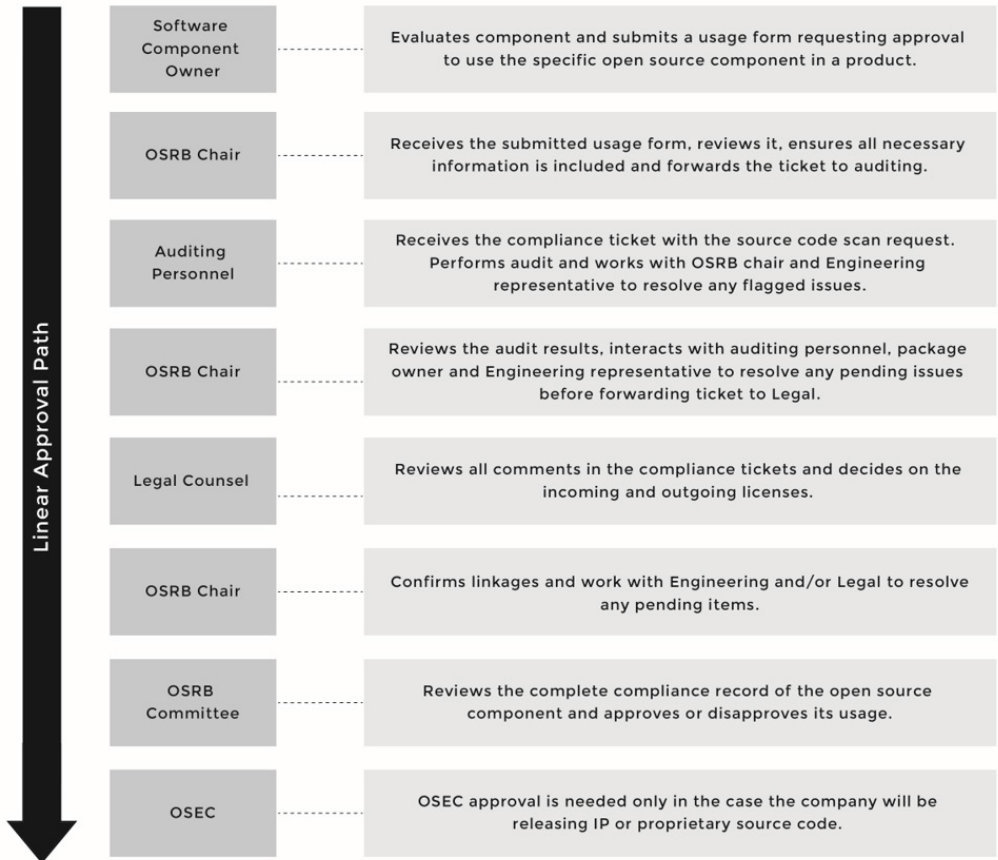 Linear Approval Path
Software
Component
Owner
Evaluates component and submits a usage form requesting approval
to use the specific open source component in a product.
OSRB Chair
Receives the submitted usage form, reviews it, ensures all necessary
information is included and forwards the ticket to auditing.
Auditing
Personnel
Receives the compliance ticket with the source code scan request.
Performs audit and works with OSRB chair and Engineering
representative to resolve any flagged issues.
OSRB Chair
Reviews the audit results, interacts with auditing personnel, package
owner and Engineering representative to resolve any pending issues
before forwarding ticket to Legal.
Legal Counsel
Reviews all comments in the compliance tickets and decides on the
incoming and outgoing licenses.
OSRB Chair
Confirms linkages and work with Engineering and/or Legal to resolve
any pending items.
OSRB
Committee
Reviews the complete compliance record of the open source
component and approves or disapproves its usage.
OSEC
OSEC approval is needed only in the case the company will be
releasing IP or proprietary source code.